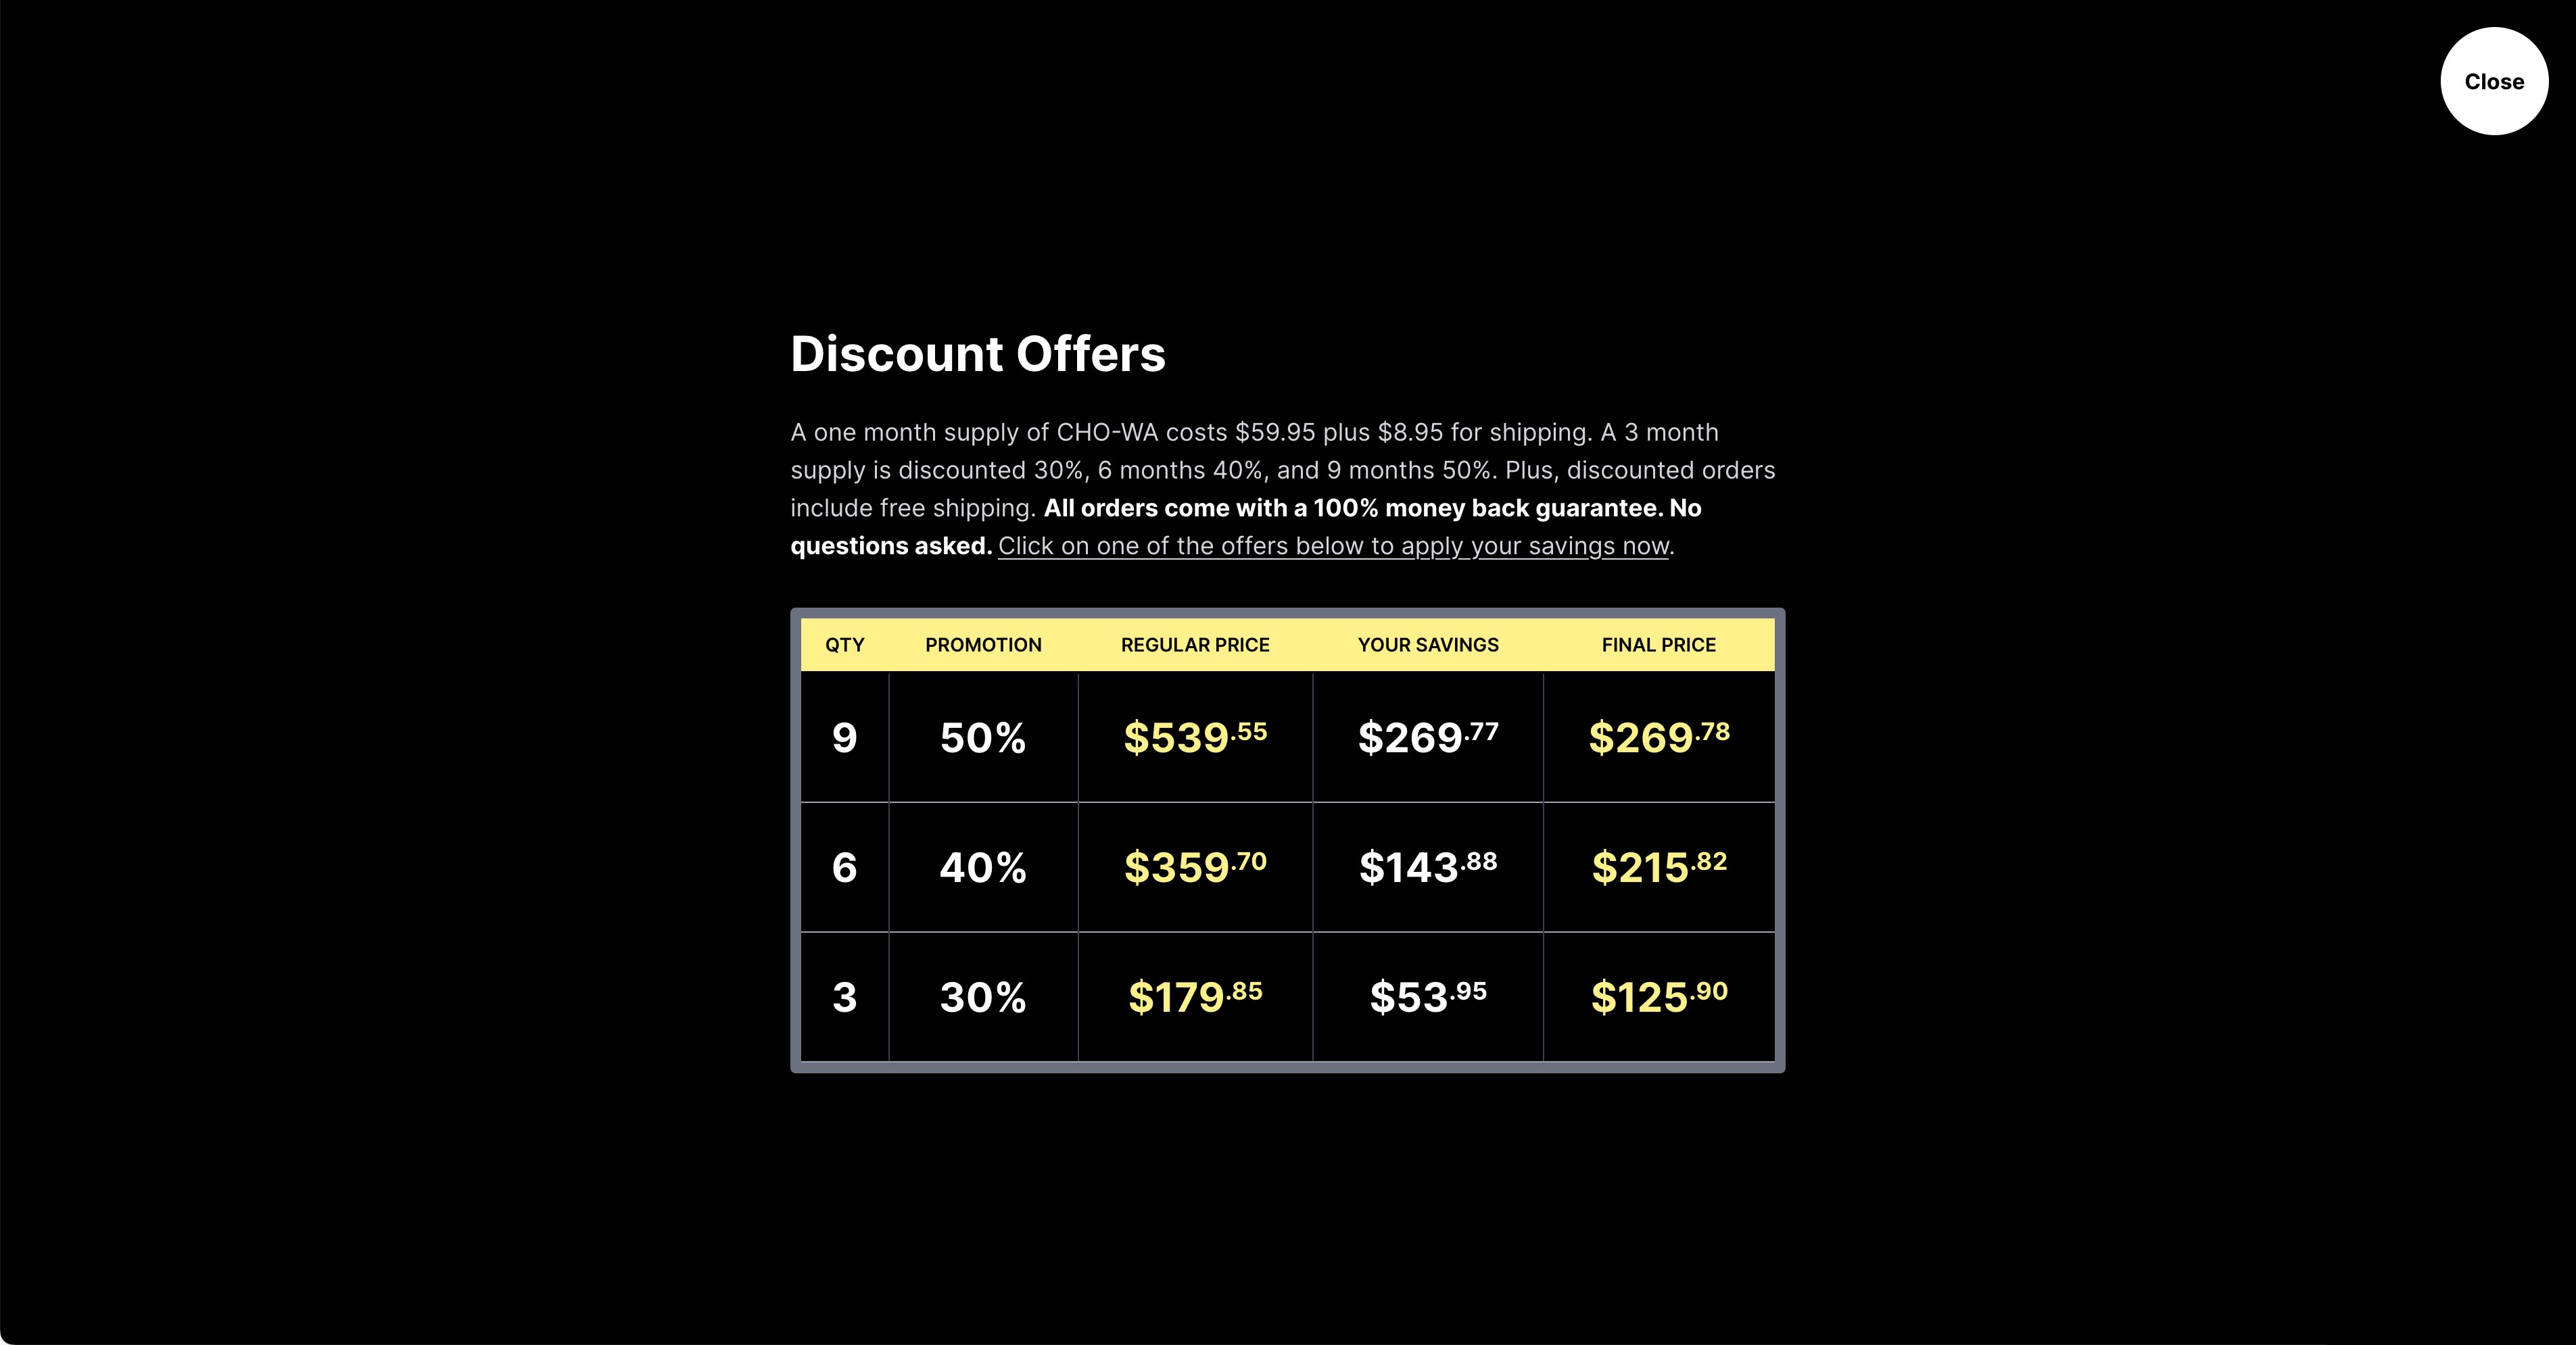 Close
Discount Offers
A one month supply of CHO-WA costs $59.95 plus $8.95 for shipping. A 3 month
supply is discounted 30%, 6 months 40%, and 9 months 50%. Plus, discounted orders
include free shipping. All orders come with a 100% money back guarantee. No
questions asked. Click on one of the offers below to apply your savings now.
QTY PROMOTION REGULAR PRICE YOUR SAVINGS FINAL PRICE
9 50% $539.55 $269.77 $269.78
6 40% $359.70 $143.88 $215.82
3 30% $179.85 $53.95 $125.90